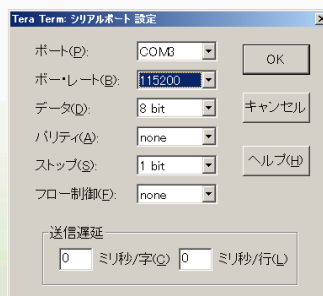 Tera Term: シリアルポート 設定
ポート(P): COM3 OK
ボー・レート(B): 115200
データ(D): 8 bit キャンセル
パリティ(A): none
ストップ(S): 1 bit ヘルプ(H)
フロー制御(F): none
送信遅延
0 ミリ秒/字(C) 0 ミリ秒/行(L)